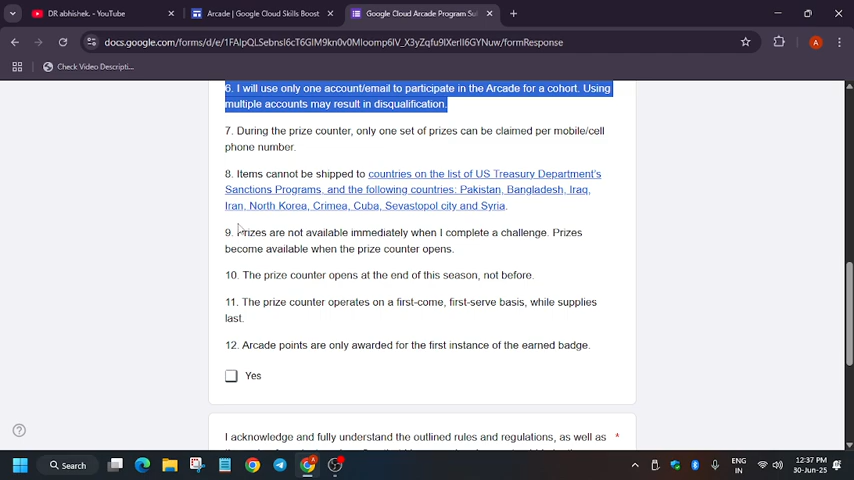 DR abhishek. - YouTube
Arcade | Google Cloud Skills Boost
Google Cloud Arcade Program Su
docs.google.com/forms/d/e/1FAIpQLSebnsI6cT6GIM9kn0v0MIoomp6IV_X3yZqfu9IXerlI6GYNuw/formResponse
A
Check Video Descripti...
6. I will use only one account/email to participate in the Arcade for a cohort. Using
multiple accounts may result in disqualification.
7. During the prize counter, only one set of prizes can be claimed per mobile/cell
phone number.
8. Items cannot be shipped to countries on the list of US Treasury Department's
Sanctions Programs, and the following countries: Pakistan, Bangladesh, Iraq,
Iran, North Korea, Crimea, Cuba, Sevastopol city and Syria.
9. Prizes are not available immediately when I complete a challenge. Prizes
become available when the prize counter opens.
10. The prize counter opens at the end of this season, not before.
11. The prize counter operates on a first-come, first-serve basis, while supplies
last.
12. Arcade points are only awarded for the first instance of the earned badge.
Yes
I acknowledge and fully understand the outlined rules and regulations, as well as *
Search
ENG
IN
12:37 PM
30-Jun-25